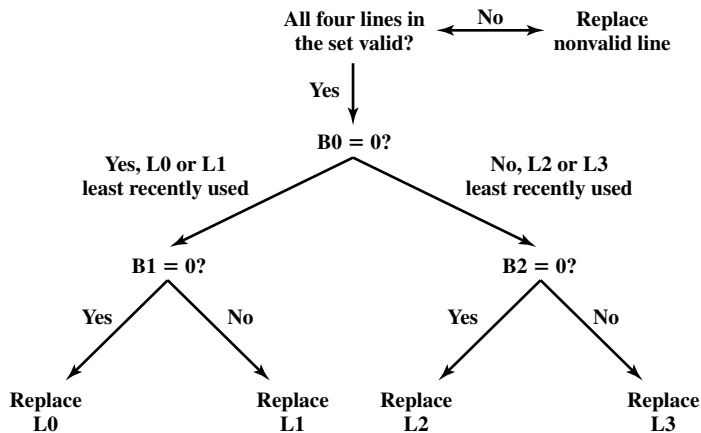 All four lines in
the set valid?
No
Replace
nonvalid line
Yes
B0 = 0?
Yes, L0 or L1
least recently used
No, L2 or L3
least recently used
B1 = 0?
B2 = 0?
Yes
No
Yes
No
Replace
L0
Replace
L1
Replace
L2
Replace
L3